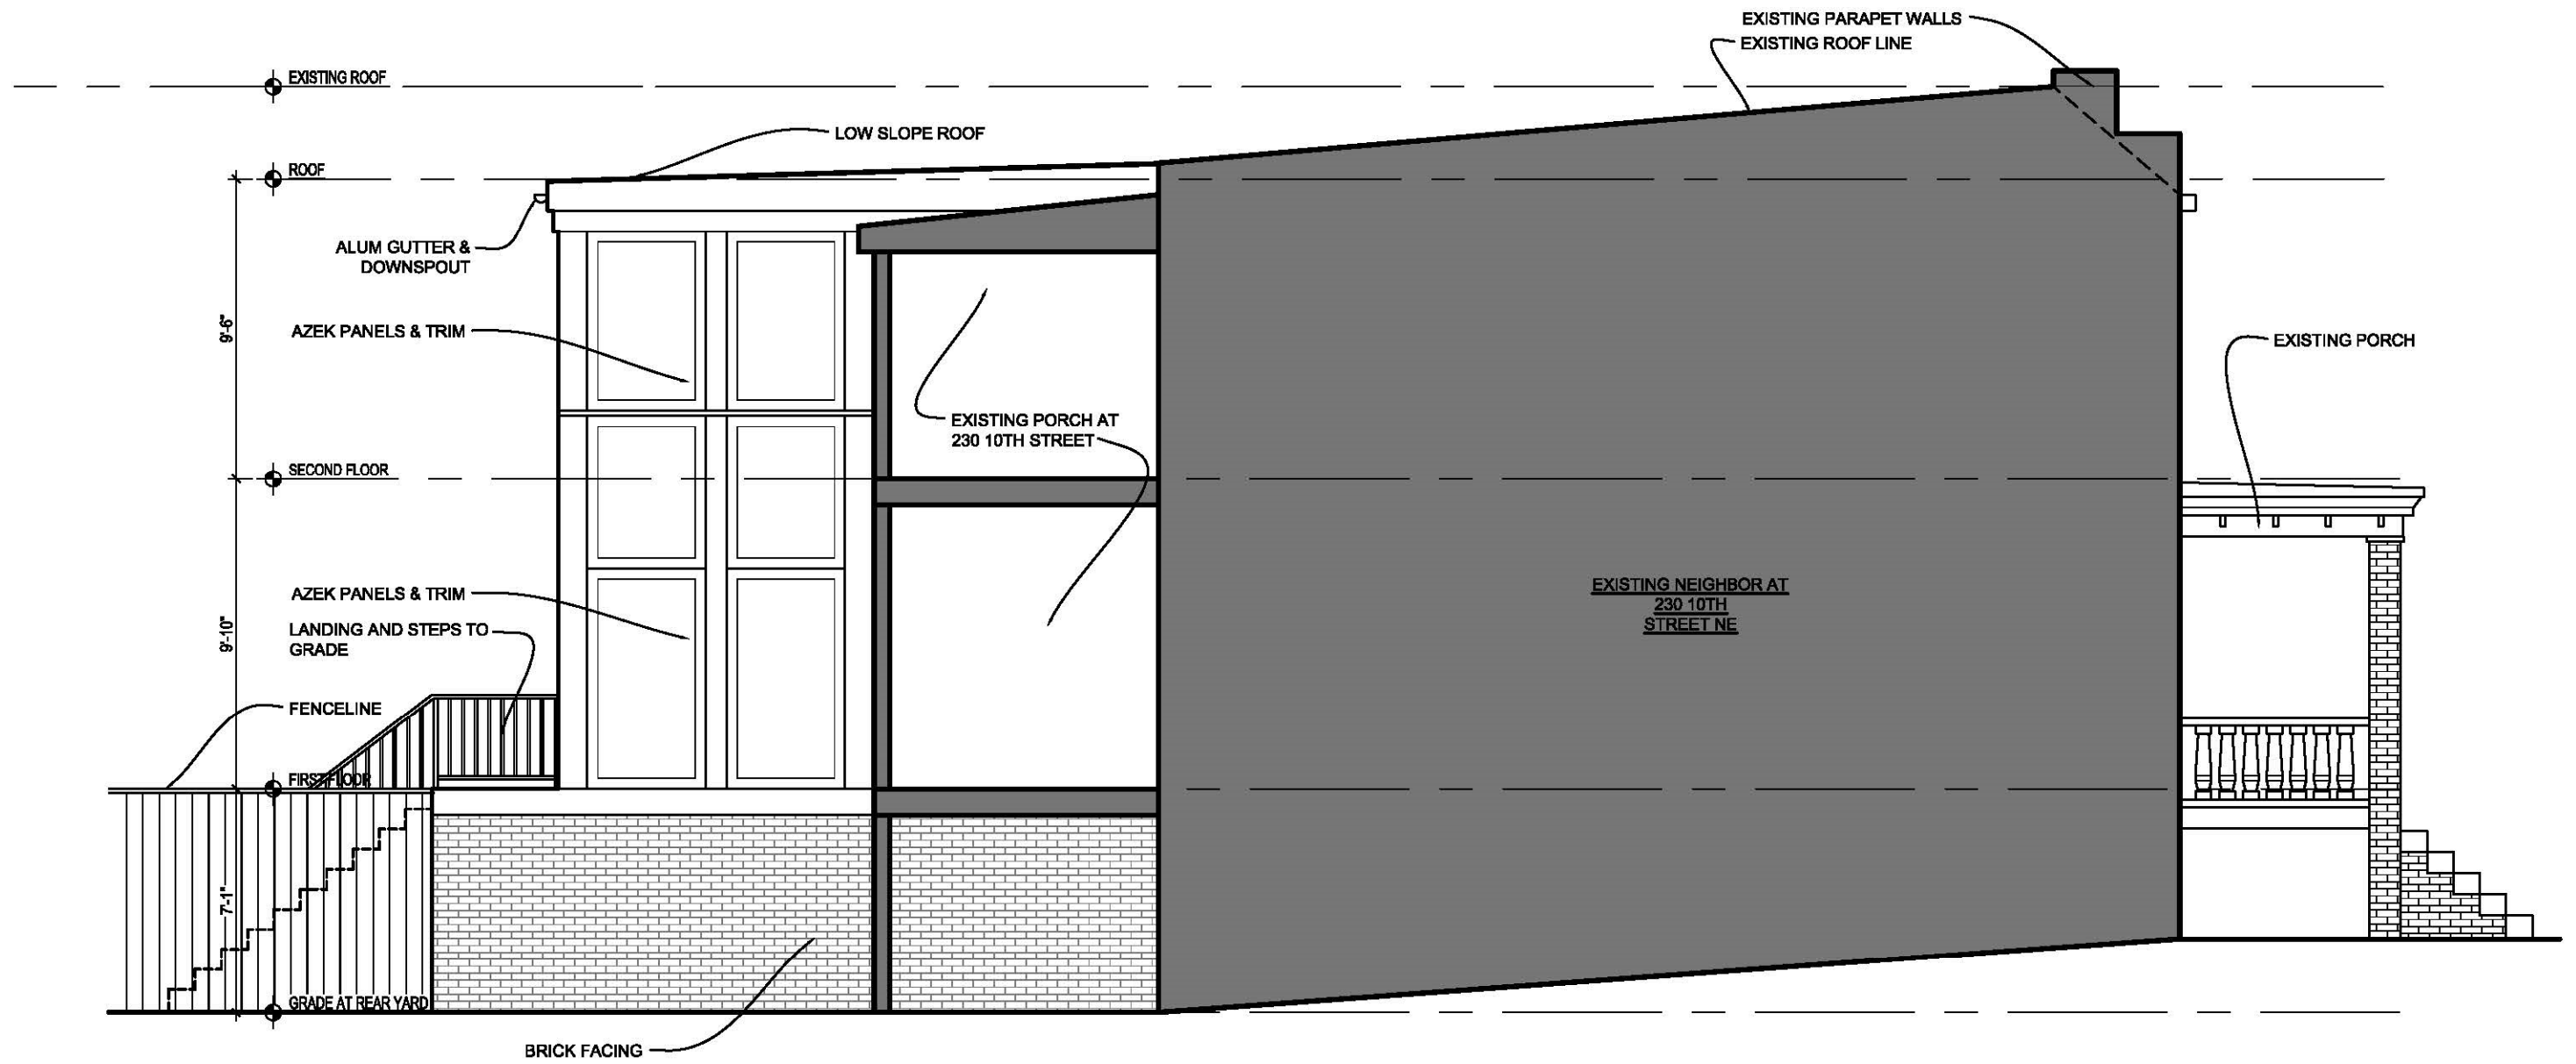 EXISTING PARAPET WALLS
EXISTING ROOF LINE
EXISTING ROOF
LOW SLOPE ROOF
ROOF
ALUM GUTTER &
DOWNSPOUT
9'-6"
AZEK PANELS & TRIM
EXISTING PORCH
EXISTING PORCH AT
230 10TH STREET
SECOND FLOOR
EXISTING NEIGHBOR AT
230 10TH
STREET NE
AZEK PANELS & TRIM
9'-10"
LANDING AND STEPS TO
GRADE
FENCELINE
FIRST FLOOR
7'-1"
GRADE AT REAR YARD
BRICK FACING